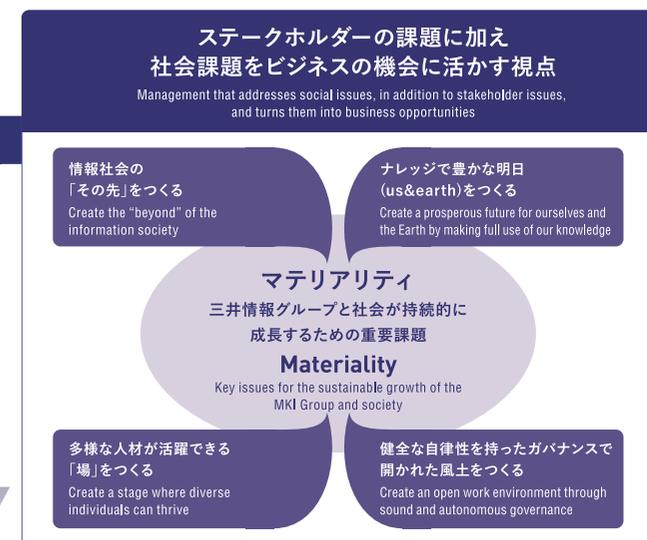 ステークホルダーの課題に加え
社会課題をビジネスの機会に活かす視点
Management that addresses social issues, in addition to stakeholder issues,
and turns them into business opportunities
情報社会の
「その先」をつくる
Create the “beyond” of the
information society
ナレッジで豊かな明日
(us&earth)をつくる
Create a prosperous future for ourselves and
the Earth by making full use of our knowledge
マテリアリティ
三井情報グループと社会が持続的に
成長するための重要課題
Materiality
Key issues for the sustainable growth of the
MKI Group and society
多様な人材が活躍できる
「場」をつくる
Create a stage where diverse
individuals can thrive
健全な自律性を持ったガバナンスで
開かれた風土をつくる
Create an open work environment through
sound and autonomous governance